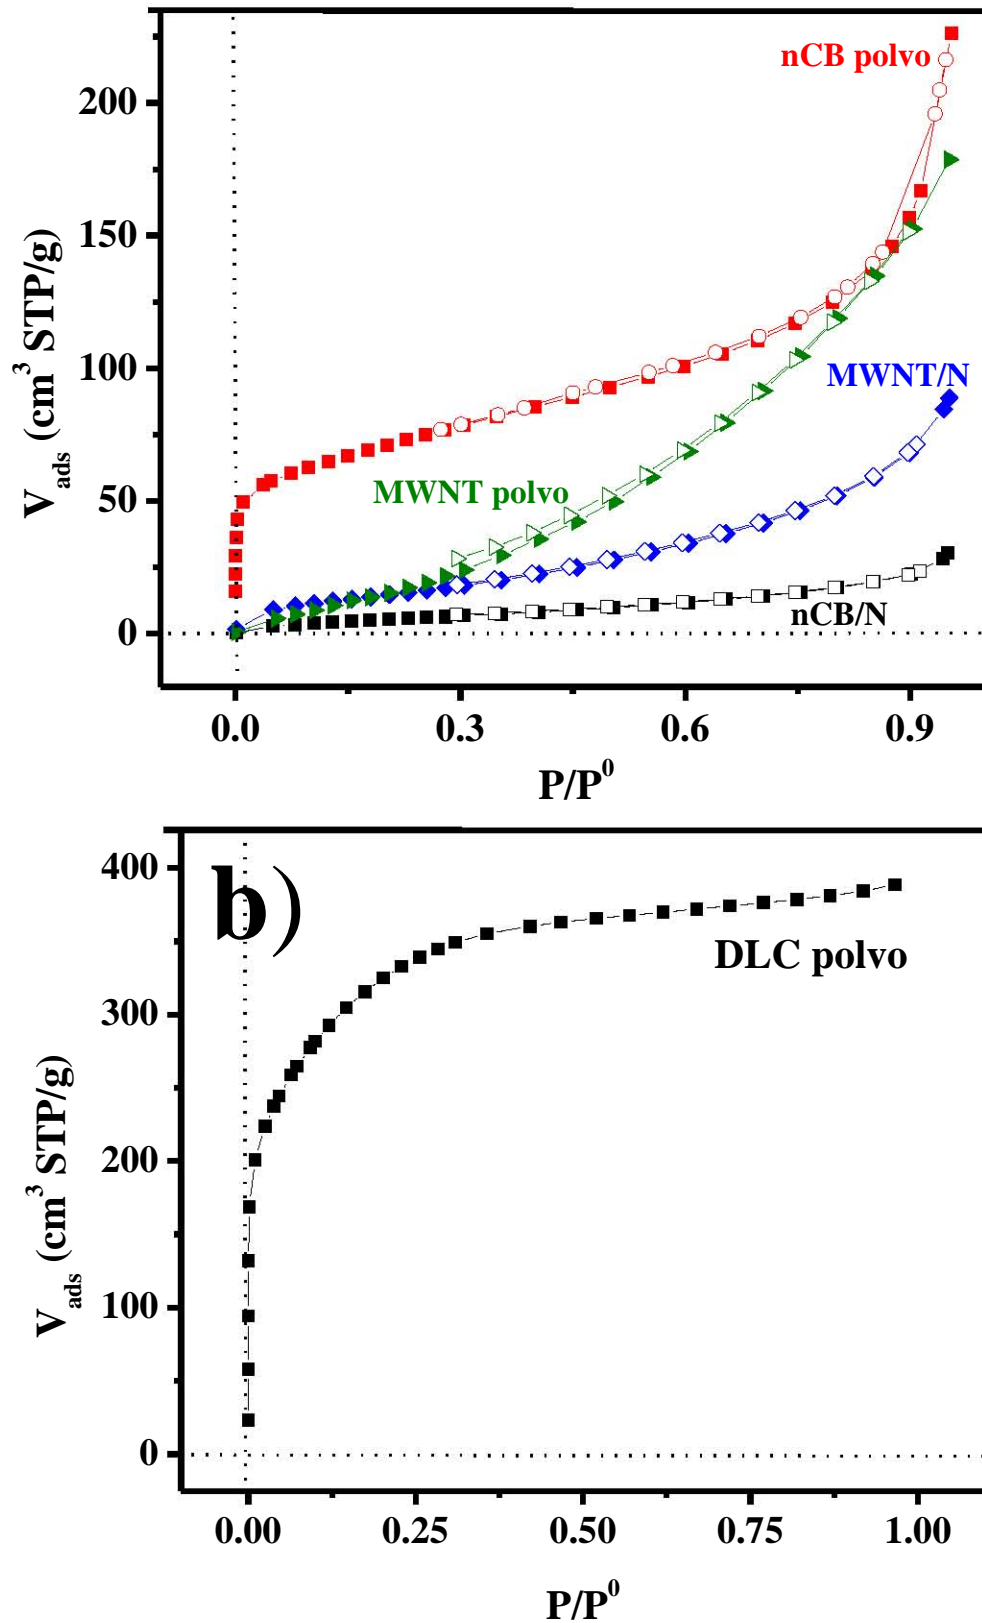 nCB polvo
200
150
V_ads (cm³ STP/g)
100
MWNT/N
MWNT polvo
50
nCB/N
0
0.0 0.3 0.6 0.9
P/P⁰
b)
400
DLC polvo
300
V_ads (cm³ STP/g)
200
100
0
0.00 0.25 0.50 0.75 1.00
P/P⁰